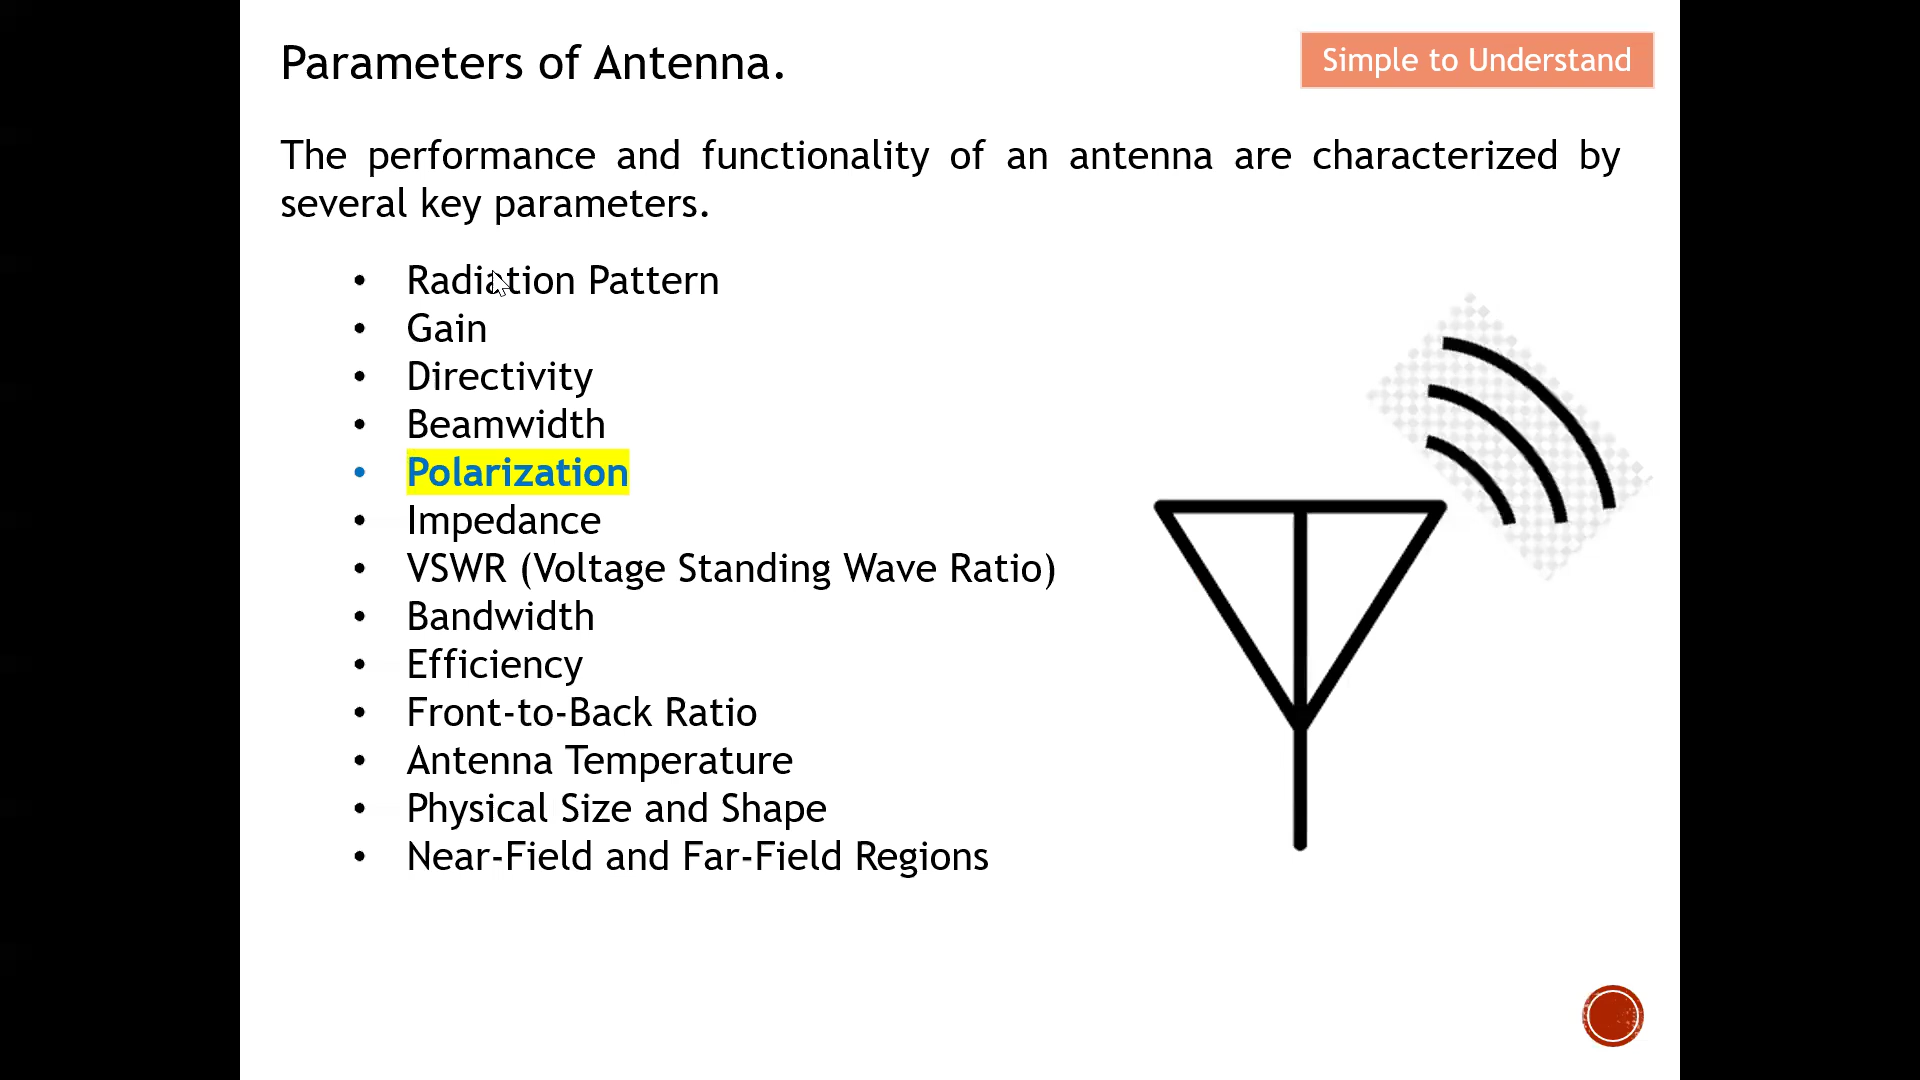 Parameters of Antenna.
Simple to Understand
The performance and functionality of an antenna are characterized by
several key parameters.
• Radiation Pattern
• Gain
• Directivity
• Beamwidth
• Polarization
• Impedance
• VSWR (Voltage Standing Wave Ratio)
• Bandwidth
• Efficiency
• Front-to-Back Ratio
• Antenna Temperature
• Physical Size and Shape
• Near-Field and Far-Field Regions